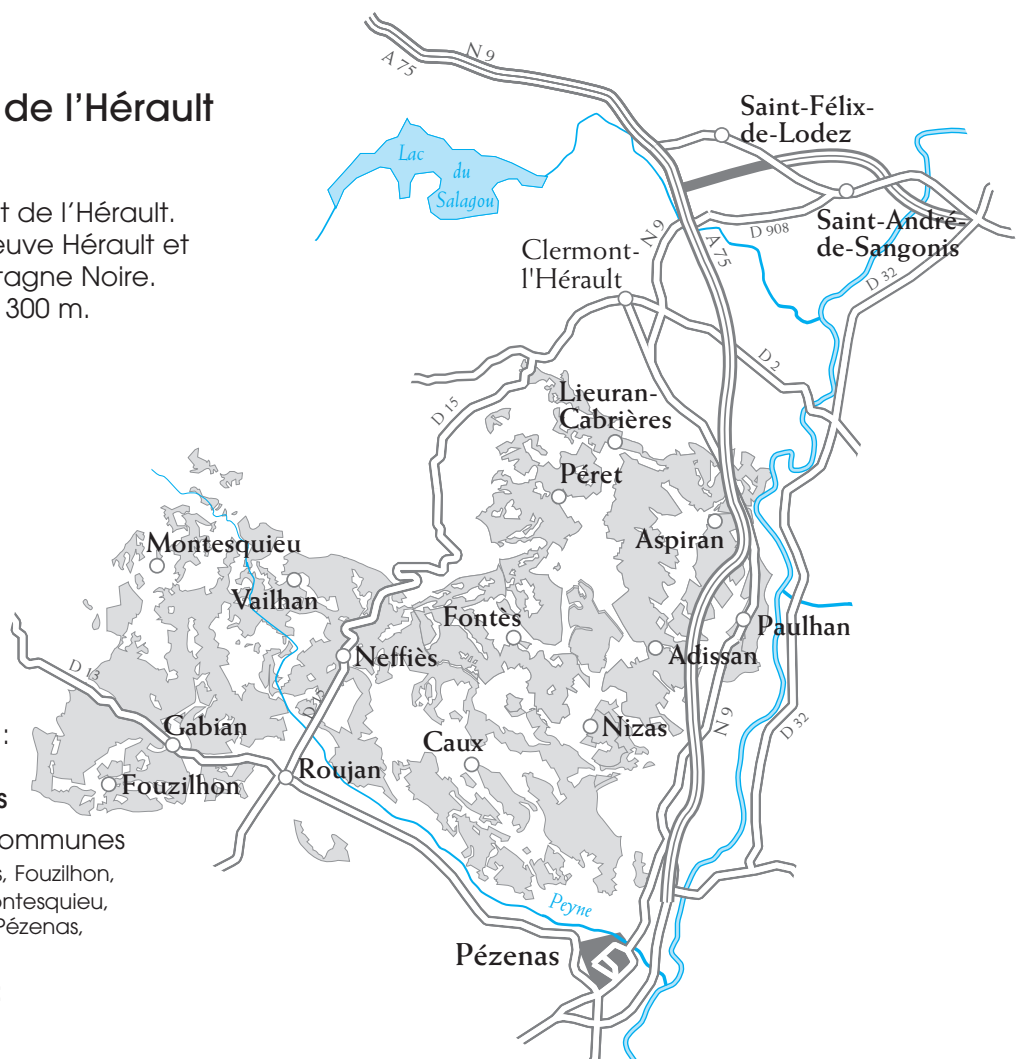 de l'Hérault
t de l'Hérault.
euve Hérault et
tagne Noire.
300 m.
:
s
ommunes
s, Fouzilhon,
ontesquieu,
Pézenas,
N 9
A 75
Saint-Félix-
de-Lodez
Lac
du
Salagou
Saint-André-
de-Sangonis
D 908
N 9
A 75
Clermont-
l'Hérault
D 32
D 2
D 15
Lieuran-
Cabrières
Péret
Aspiran
Montesquieu
Vailhan
Fontès
Paulhan
Neffiès
Adissan
D 13
D 15
Gabian
Caux
Nizas
N 9
D 32
Fouzilhon
Roujan
Peyne
Pézenas